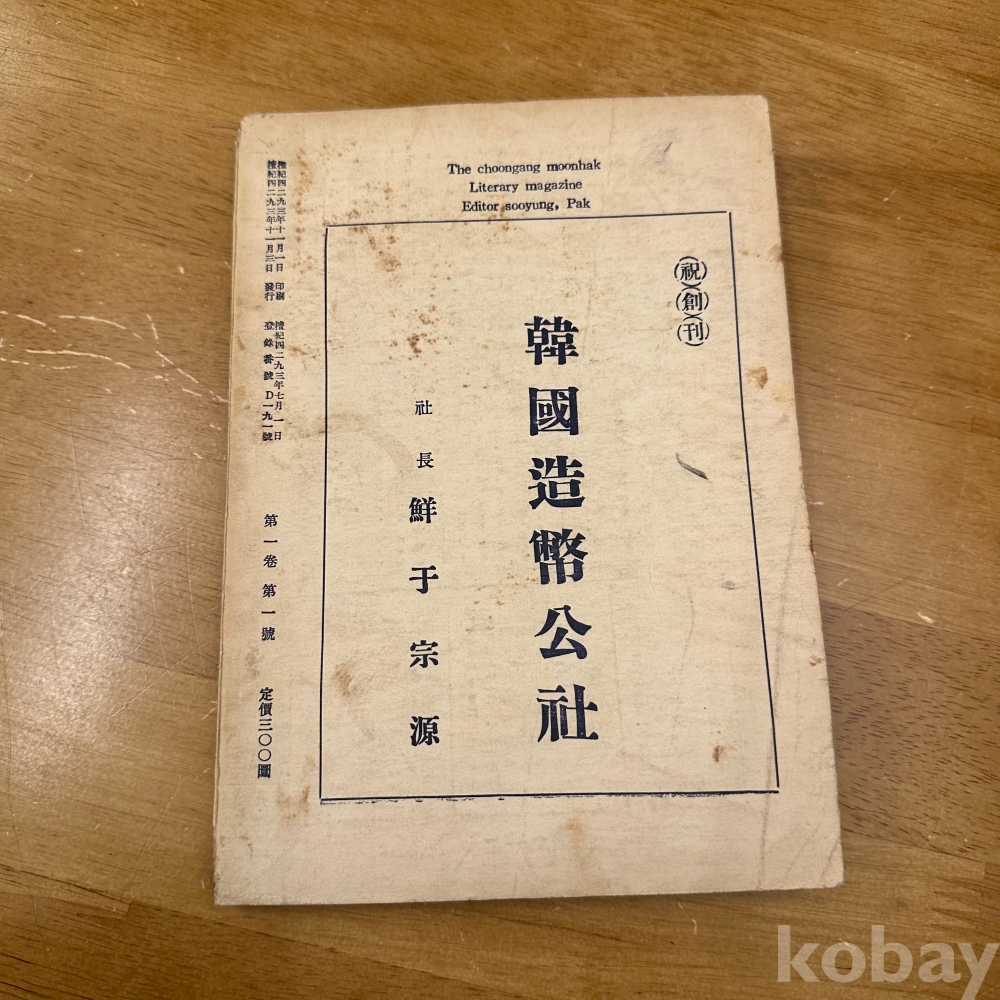 The choongang moonhak
Literary magazine
Editor sooyung, Pak
祝創刊
韓國造幣公社
社長 鮮于宗源
檀紀四二九三年十一月一日 印刷 檀紀四二九三年七月一日
檀紀四二九三年十一月三日 發行 登錄番號 D一九一號
第一卷 第一號
定價三〇〇圜
kobay